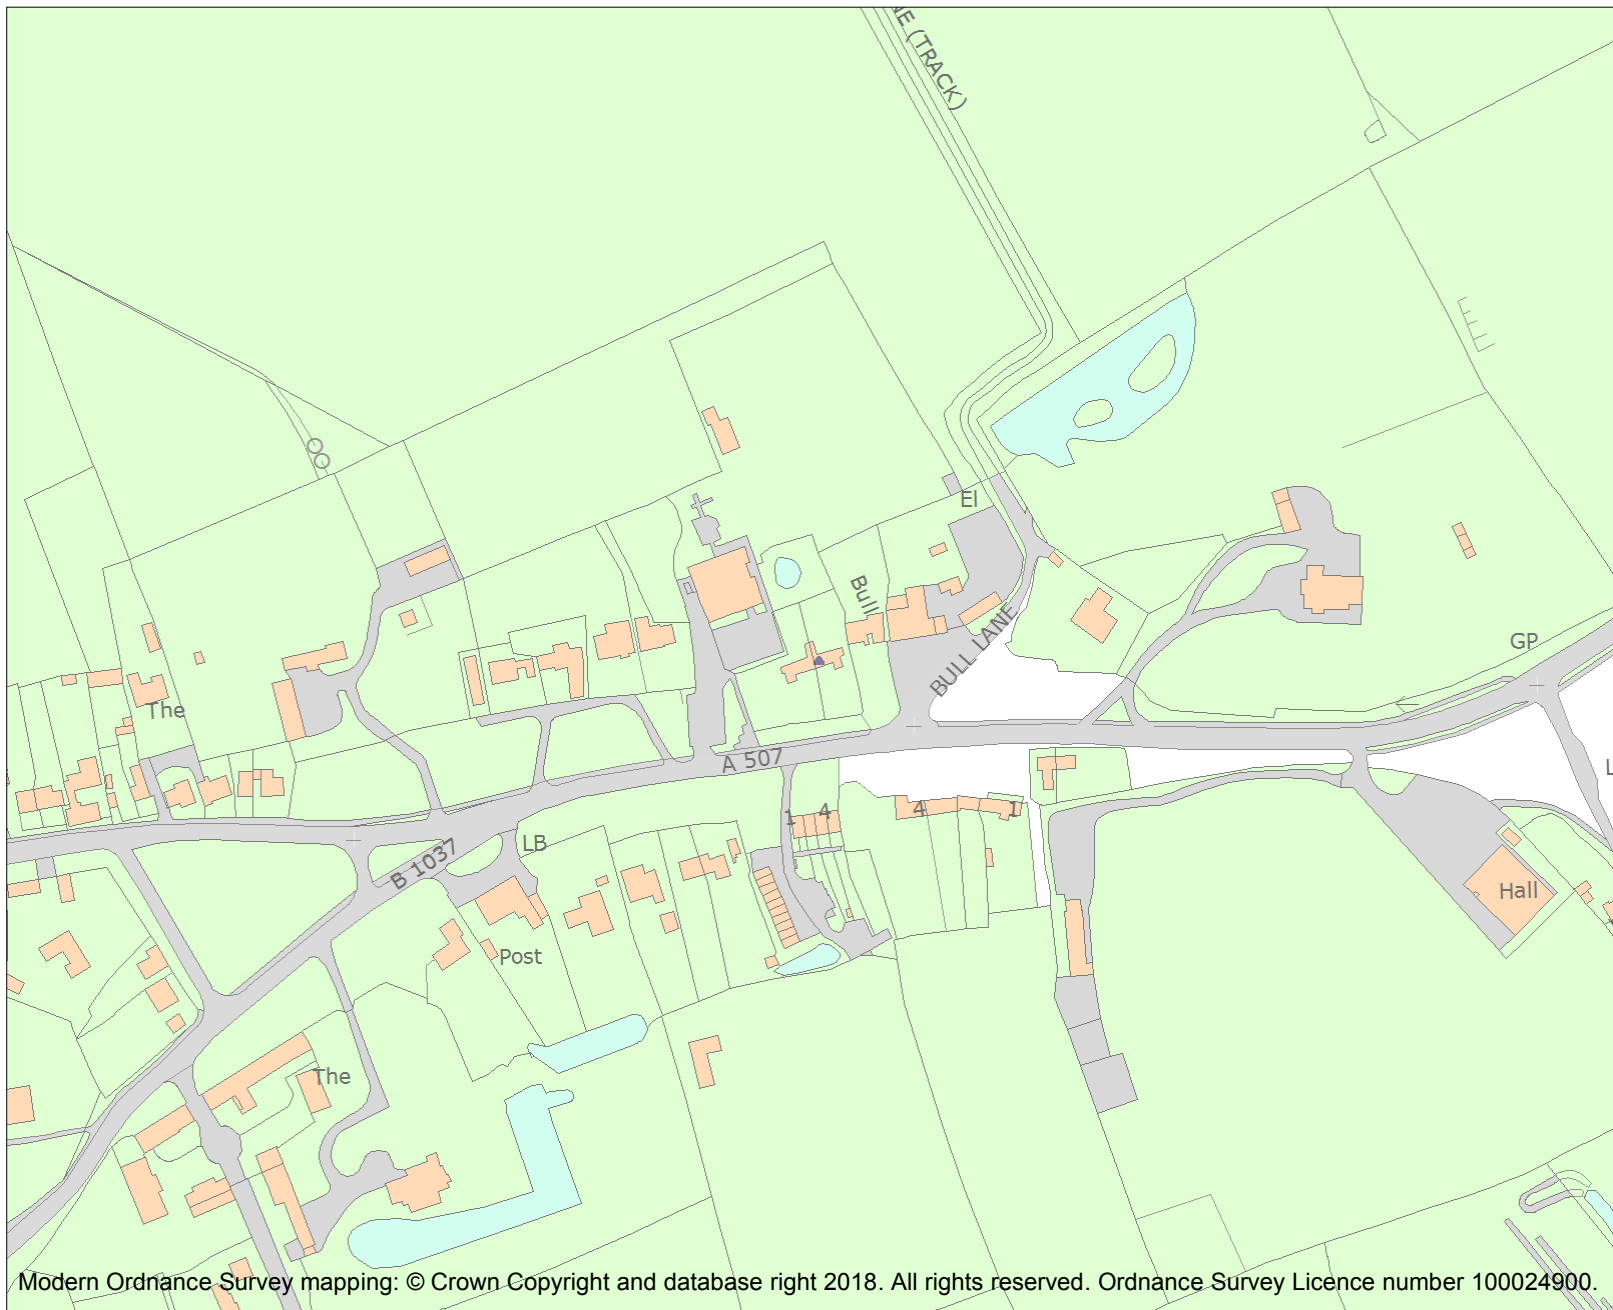 (TRACK)
El
Bull
BULL LANE
GP
The
A 507
1 4
4 1
LB
B 1037
Hall
Post
The
Modern Ordnance Survey mapping: © Crown Copyright and database right 2018. All rights reserved. Ordnance Survey Licence number 100024900.